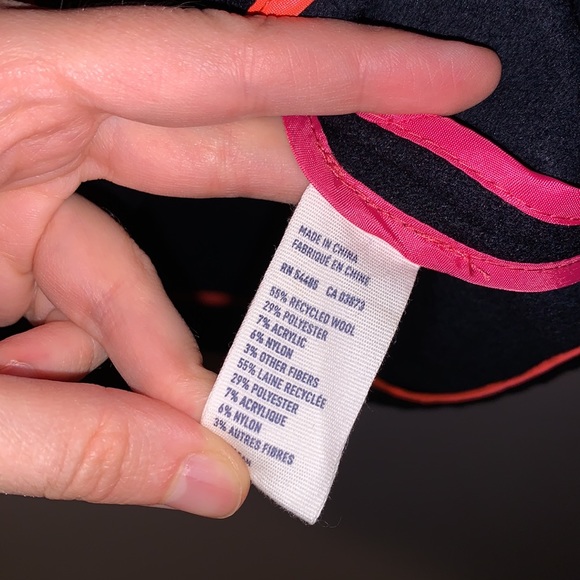 MADE IN CHINA
FABRIQUÉ EN CHINE
RN 54486 CA 03673
55% RECYCLED WOOL
29% POLYESTER
7% ACRYLIC
6% NYLON
3% OTHER FIBERS
55% LAINE RECYCLÉE
29% POLYESTER
7% ACRYLIQUE
6% NYLON
3% AUTRES FIBRES